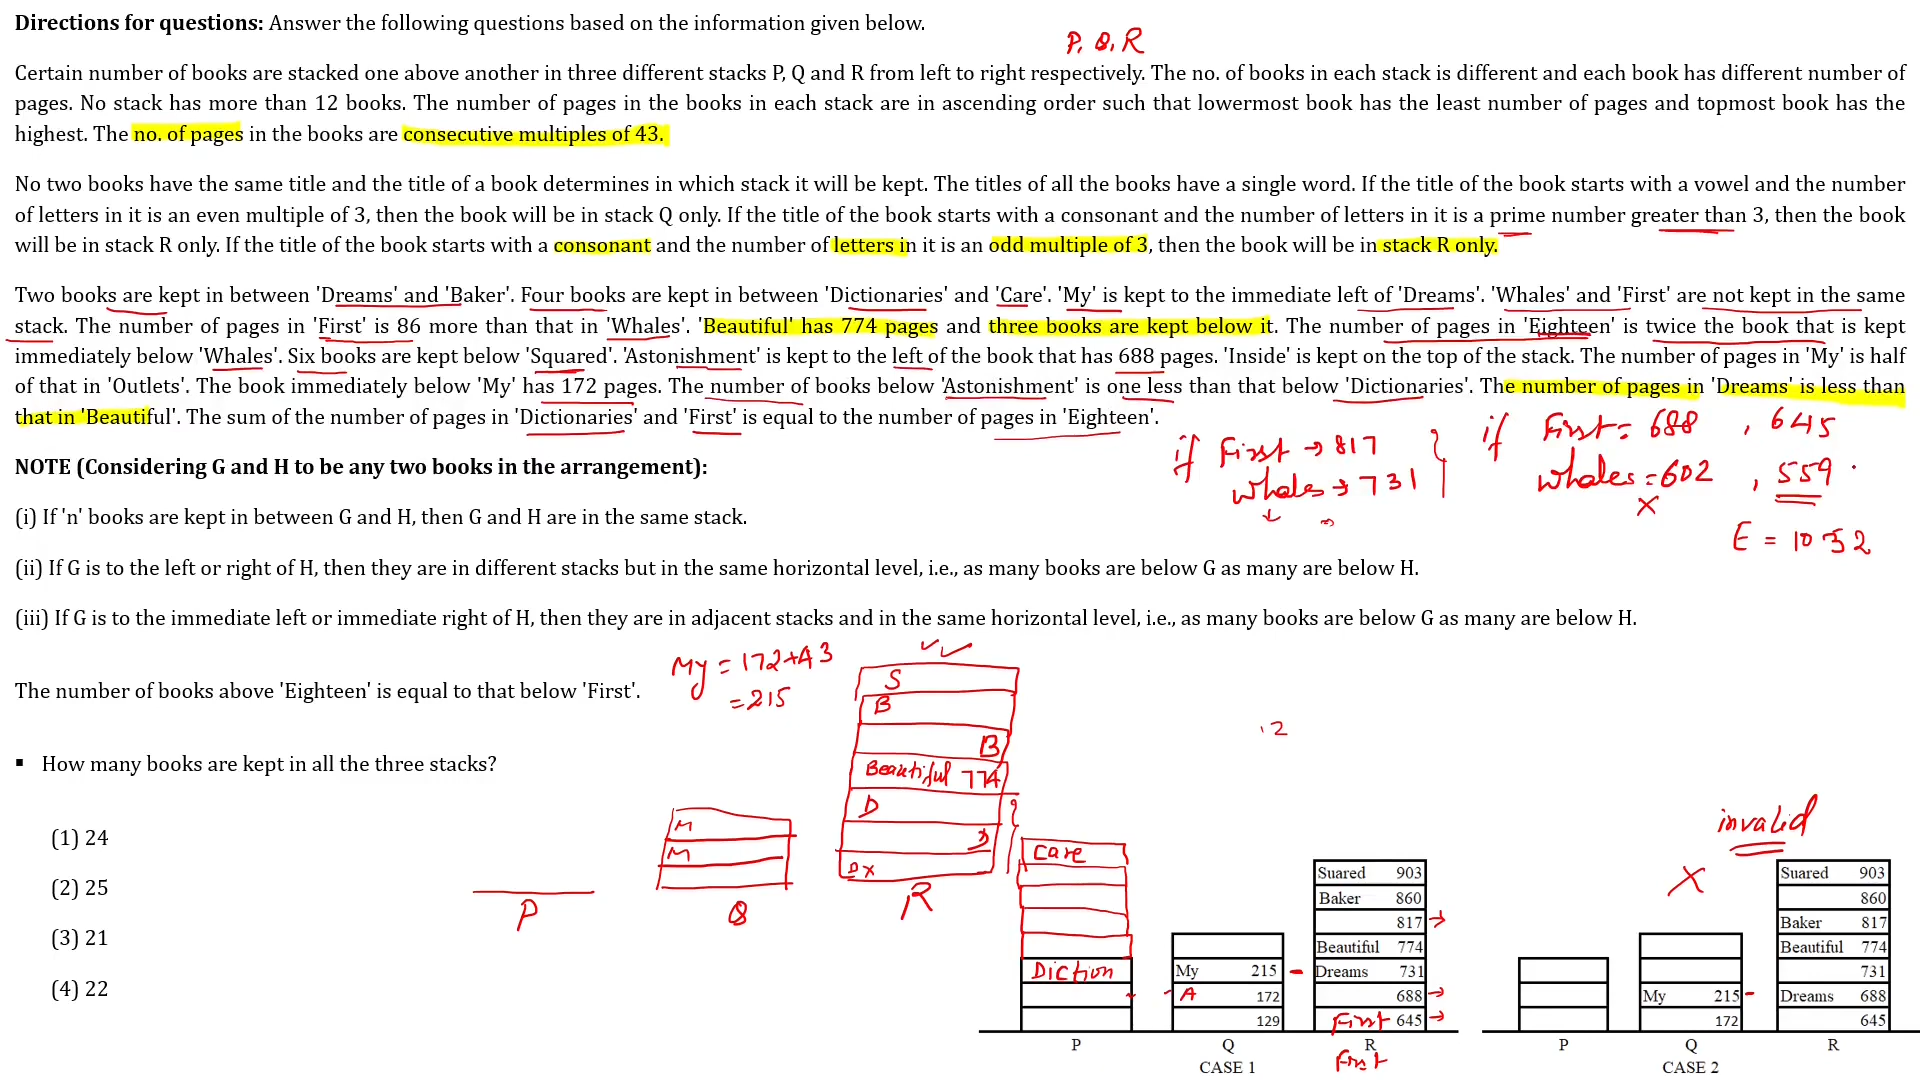 Directions for questions: Answer the following questions based on the information given below.
P, Q, R
Certain number of books are stacked one above another in three different stacks P, Q and R from left to right respectively. The no. of books in each stack is different and each book has different number of
pages. No stack has more than 12 books. The number of pages in the books in each stack are in ascending order such that lowermost book has the least number of pages and topmost book has the
highest. The no. of pages in the books are consecutive multiples of 43.
No two books have the same title and the title of a book determines in which stack it will be kept. The titles of all the books have a single word. If the title of the book starts with a vowel and the number
of letters in it is an even multiple of 3, then the book will be in stack Q only. If the title of the book starts with a consonant and the number of letters in it is a prime number greater than 3, then the book
will be in stack R only. If the title of the book starts with a consonant and the number of letters in it is an odd multiple of 3, then the book will be in stack R only.
Two books are kept in between 'Dreams' and 'Baker'. Four books are kept in between 'Dictionaries' and 'Care'. 'My' is kept to the immediate left of 'Dreams'. 'Whales' and 'First' are not kept in the same
stack. The number of pages in 'First' is 86 more than that in 'Whales'. 'Beautiful' has 774 pages and three books are kept below it. The number of pages in 'Eighteen' is twice the book that is kept
immediately below 'Whales'. Six books are kept below 'Squared'. 'Astonishment' is kept to the left of the book that has 688 pages. 'Inside' is kept on the top of the stack. The number of pages in 'My' is half
of that in 'Outlets'. The book immediately below 'My' has 172 pages. The number of books below 'Astonishment' is one less than that below 'Dictionaries'. The number of pages in 'Dreams' is less than
that in 'Beautiful'. The sum of the number of pages in 'Dictionaries' and 'First' is equal to the number of pages in 'Eighteen'.
if First → 817
whales → 731
if First = 688 , 645
whales = 602 , 559
X
E = 1032
NOTE (Considering G and H to be any two books in the arrangement):
(i) If 'n' books are kept in between G and H, then G and H are in the same stack.
(ii) If G is to the left or right of H, then they are in different stacks but in the same horizontal level, i.e., as many books are below G as many are below H.
(iii) If G is to the immediate left or immediate right of H, then they are in adjacent stacks and in the same horizontal level, i.e., as many books are below G as many are below H.
My = 172+43
= 215
The number of books above 'Eighteen' is equal to that below 'First'.
▪ How many books are kept in all the three stacks?
(1) 24
(2) 25
(3) 21
(4) 22
S
B
B
Beautiful 774
D
D
D X
R
M
M
Q
P
12
Care
Diction
P
My 215
A 172
129
Q
Suared 903
Baker 860
817
Beautiful 774
Dreams 731
688
First 645
R
First
CASE 1
invalid
X
P
My 215
172
Q
Suared 903
860
Baker 817
Beautiful 774
731
Dreams 688
645
R
CASE 2